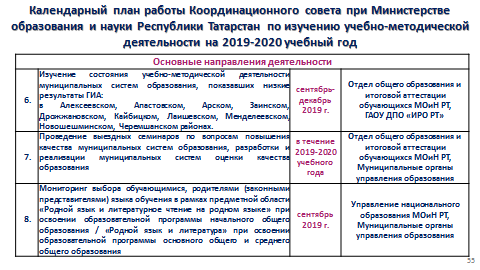 Календарный план работы Координационного совета при Министерстве
образования и науки Республики Татарстан по изучению учебно-методической
деятельности на 2019-2020 учебный год
Основные направления деятельности
6.
Изучение состояния учебно-методической деятельности
муниципальных систем образования, показавших низкие
результаты ГИА:
в Алексеевском, Апастовском, Арском, Заинском,
Дрожжановском, Кайбицком, Лаишевском, Менделеевском,
Новошешминском, Черемшанском районах.
сентябрь-
декабрь
2019 г.
Отдел общего образования и
итоговой аттестации
обучающихся МОиН РТ,
ГАОУ ДПО «ИРО РТ»
7.
Проведение выездных семинаров по вопросам повышения
качества муниципальных систем образования, разработки и
реализации муниципальных систем оценки качества
образования
в течение
2019-2020
учебного
года
Отдел общего образования и
итоговой аттестации
обучающихся МОиН РТ,
Муниципальные органы
управления образования
8.
Мониторинг выбора обучающимися, родителями (законными
представителями) языка обучения в рамках предметной области
«Родной язык и литературное чтение на родном языке» при
освоении образовательной программы начального общего
образования / «Родной язык и литература» при освоении
образовательной программы основного общего и среднего
общего образования
сентябрь
2019 г.
Управление национального
образования МОиН РТ,
Муниципальные органы
управления образования
55